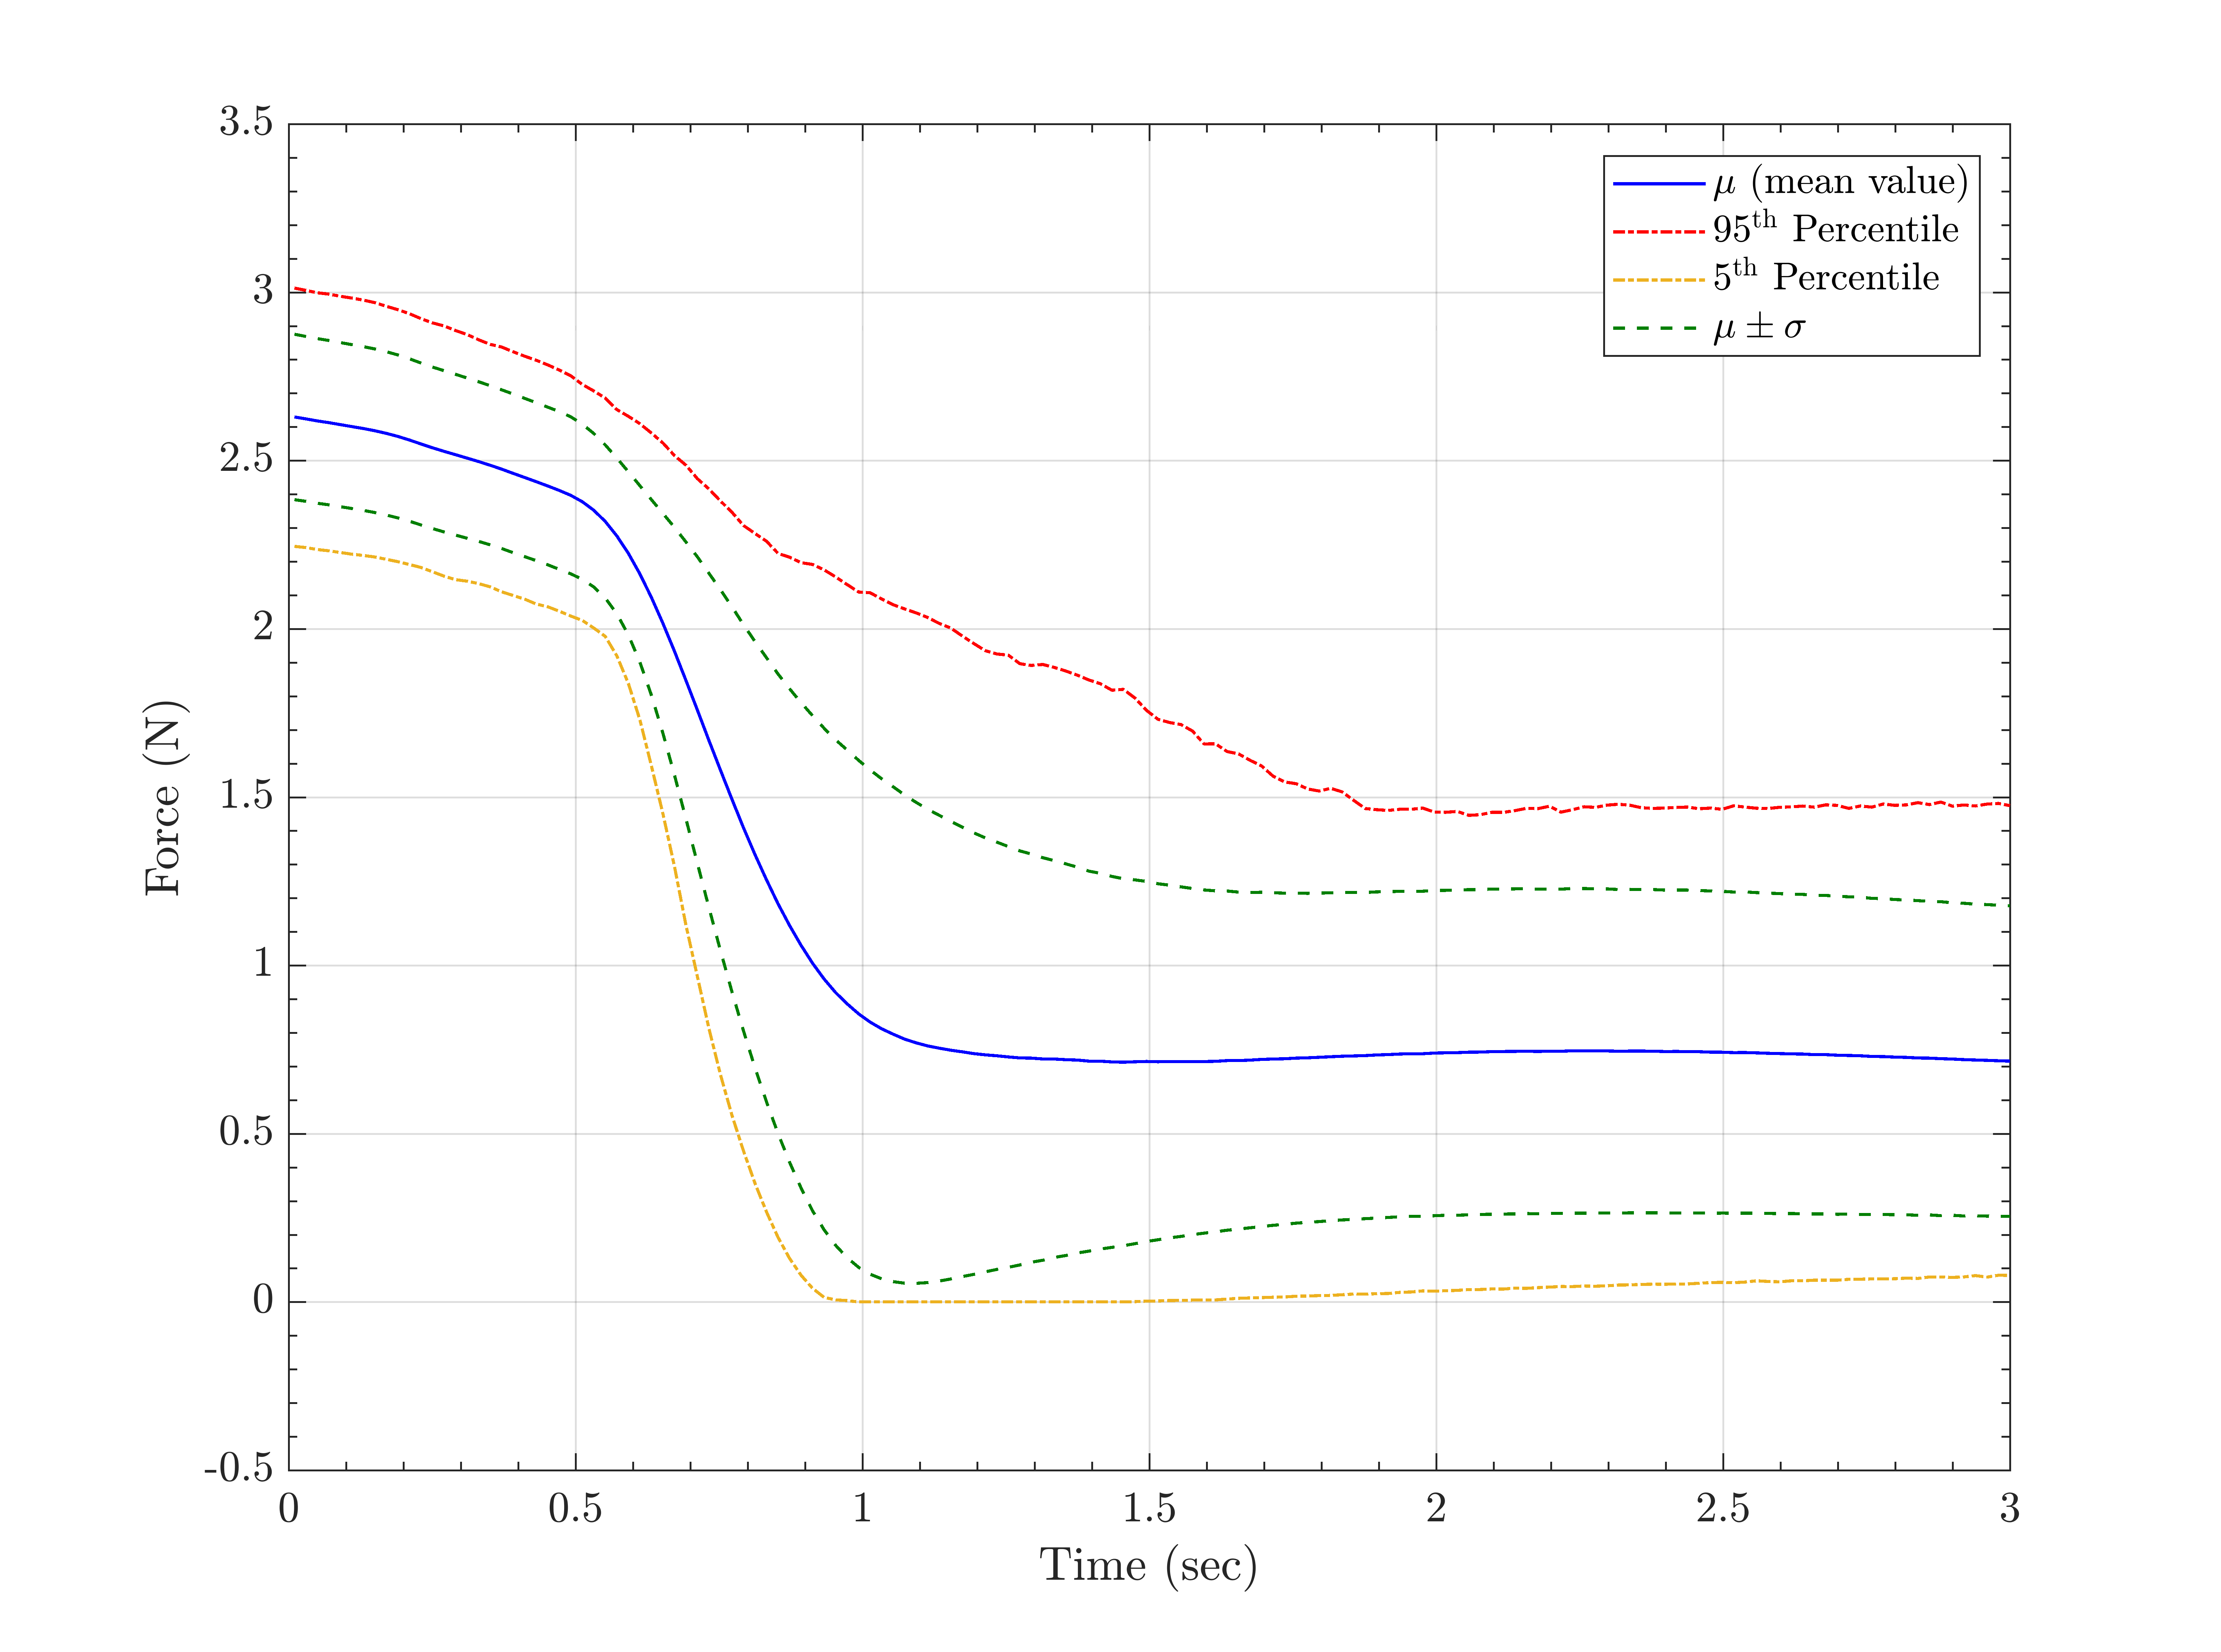 3.5
3
2.5
2
1.5
1
0.5
0
-0.5
0 0.5 1 1.5 2 2.5 3
Force (N)
Time (sec)
μ (mean value)
95th Percentile
5th Percentile
μ ± σ